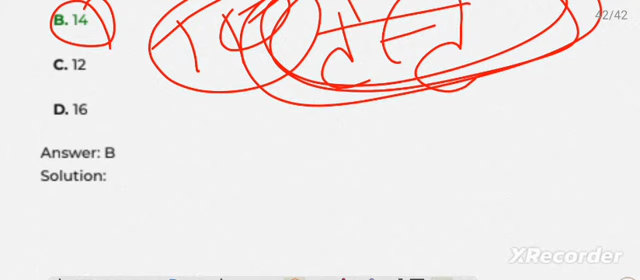 B. 14
42/42
C. 12
D. 16
Answer: B
Solution:
XRecorder